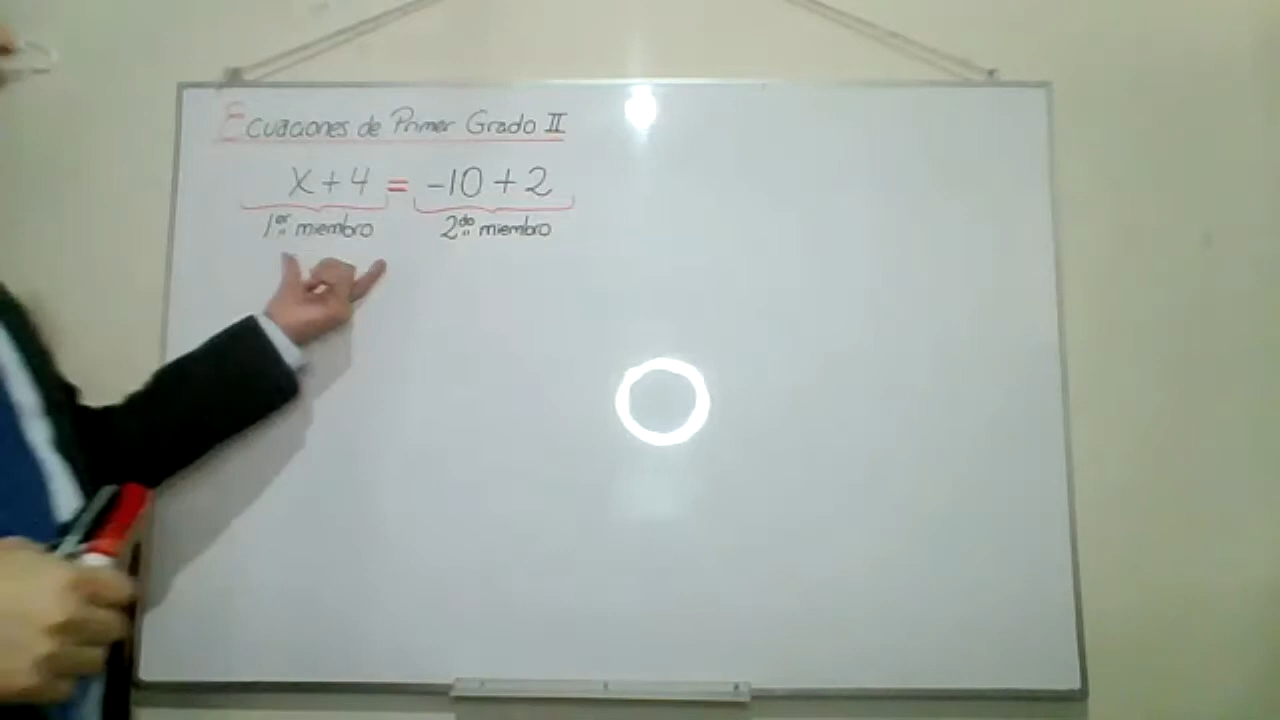 Ecuaciones de Primer Grado II
x + 4 = -10 + 2
1er miembro 2do miembro